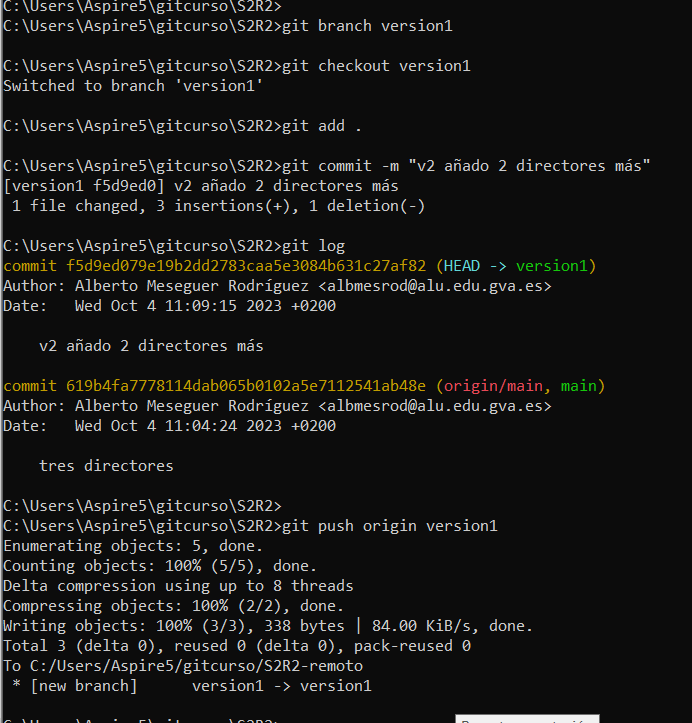 C:\Users\Aspire5\gitcurso\S2R2>
C:\Users\Aspire5\gitcurso\S2R2>git branch version1
C:\Users\Aspire5\gitcurso\S2R2>git checkout version1
Switched to branch 'version1'
C:\Users\Aspire5\gitcurso\S2R2>git add .
C:\Users\Aspire5\gitcurso\S2R2>git commit -m "v2 añado 2 directores más"
[version1 f5d9ed0] v2 añado 2 directores más
 1 file changed, 3 insertions(+), 1 deletion(-)
C:\Users\Aspire5\gitcurso\S2R2>git log
commit f5d9ed079e19b2dd2783caa5e3084b631c27af82 (HEAD -> version1)
Author: Alberto Meseguer Rodríguez <albmesrod@alu.edu.gva.es>
Date:   Wed Oct 4 11:09:15 2023 +0200
    v2 añado 2 directores más
commit 619b4fa7778114dab065b0102a5e7112541ab48e (origin/main, main)
Author: Alberto Meseguer Rodríguez <albmesrod@alu.edu.gva.es>
Date:   Wed Oct 4 11:04:24 2023 +0200
    tres directores
C:\Users\Aspire5\gitcurso\S2R2>
C:\Users\Aspire5\gitcurso\S2R2>git push origin version1
Enumerating objects: 5, done.
Counting objects: 100% (5/5), done.
Delta compression using up to 8 threads
Compressing objects: 100% (2/2), done.
Writing objects: 100% (3/3), 338 bytes | 84.00 KiB/s, done.
Total 3 (delta 0), reused 0 (delta 0), pack-reused 0
To C:/Users/Aspire5/gitcurso/S2R2-remoto
 * [new branch]      version1 -> version1